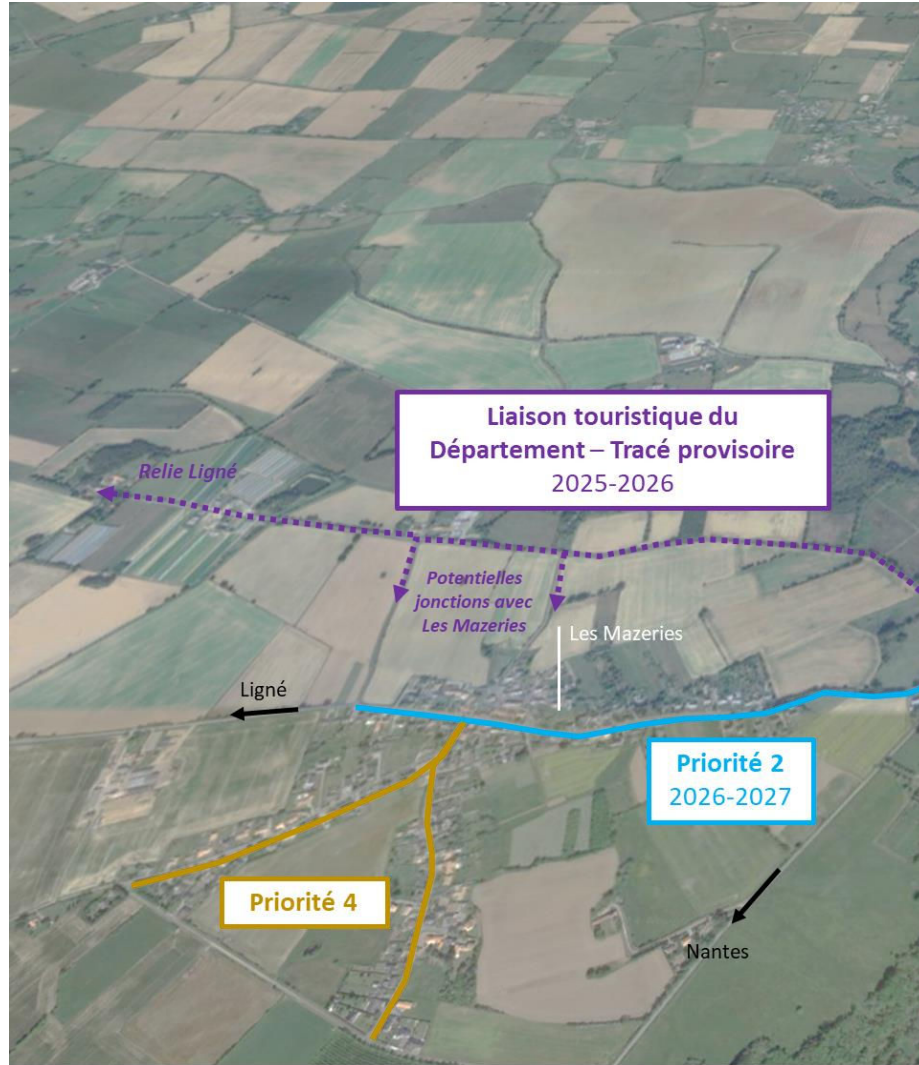 Liaison touristique du
Département – Tracé provisoire
2025-2026
Relie Ligné
Potentielles
jonctions avec
Les Mazeries
Les Mazeries
Ligné
Priorité 2
2026-2027
Priorité 4
Nantes